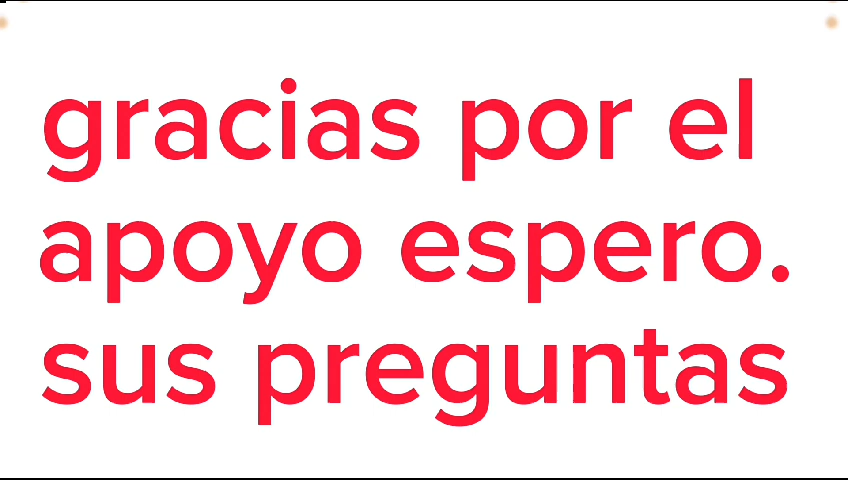 gracias por el
apoyo espero.
sus preguntas